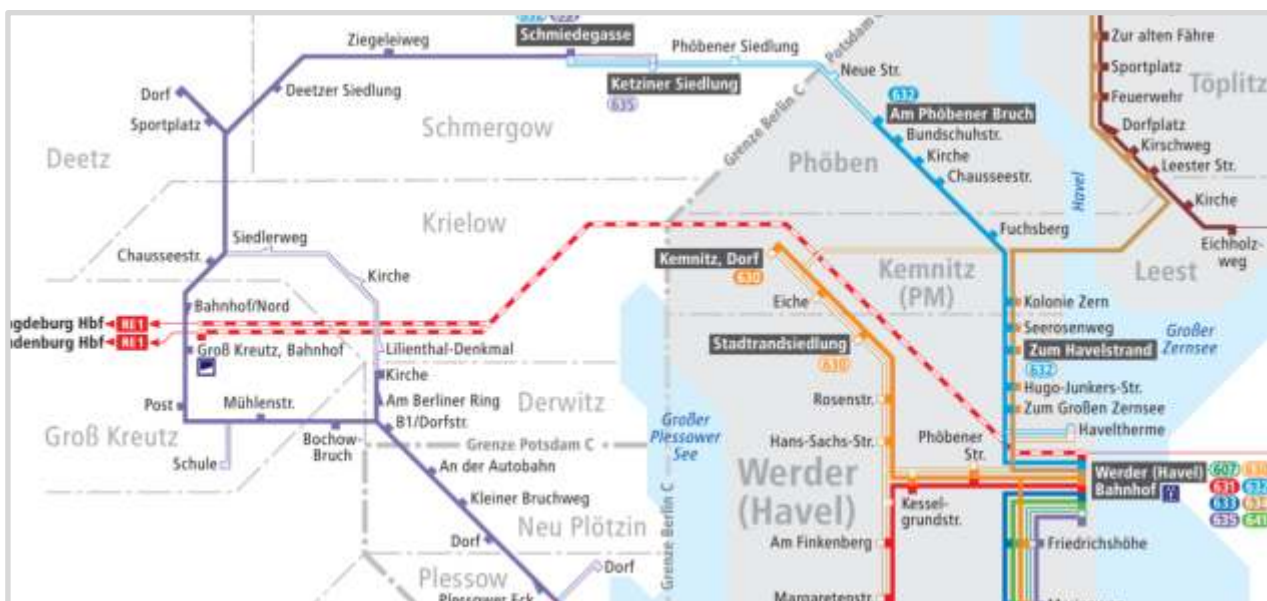 Schmiedegasse
Ziegeleiweg
Phöbener Siedlung
Potsdam C
Zur alten Fähre
Neue Str.
Sportplatz
Töplitz
Ketziner Siedlung
635
Dorf
Deetzer Siedlung
632
Feuerwehr
Am Phöbener Bruch
Sportplatz
Schmergow
Grenze Berlin C
Dorfplatz
Bundschuhstr.
Kirschweg
Deetz
Phöben
Kirche
Leester Str.
Chausseestr.
Havel
Kirche
Krielow
Siedlerweg
Fuchsberg
Eichholz-
weg
Chausseestr.
Kemnitz, Dorf
630
Kemnitz
(PM)
Leest
Kirche
Eiche
Bahnhof/Nord
Kolonie Zern
gdeburg Hbf RE1
Seerosenweg
Großer
Zernsee
ndenburg Hbf RE1
Groß Kreutz, Bahnhof
Lilienthal-Denkmal
Stadtrandsiedlung
630
Zum Havelstrand
632
Kirche
Hugo-Junkers-Str.
Am Berliner Ring
Derwitz
Rosenstr.
Zum Großen Zernsee
Post
Mühlenstr.
B1/Dorfstr.
Großer
Plessower
See
Haveltherme
Groß Kreutz
Bochow-
Bruch
Grenze Potsdam C
Hans-Sachs-Str.
Phöbener
Str.
Schule
An der Autobahn
Werder
(Havel)
Werder (Havel)
Bahnhof
607 630
631 632
633 634
635 641
Kleiner Bruchweg
Kessel-
grundstr.
Grenze Berlin C
Neu Plötzin
Dorf
Am Finkenberg
Friedrichshöhe
Dorf
Plessow
Plessower Eck
Margaretenstr.